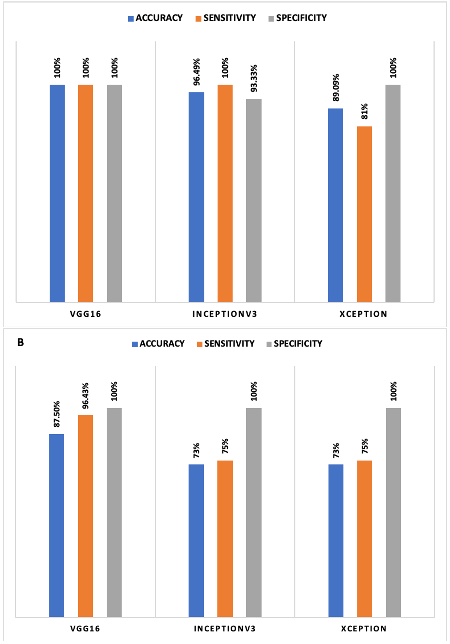 ACCURACY SENSITIVITY SPECIFICITY
100% 100% 100% 96.49% 100% 93.33% 89.09% 81% 100%
VGG16 INCEPTIONV3 XCEPTION
B
ACCURACY SENSITIVITY SPECIFICITY
87.50% 96.43% 100% 73% 75% 100% 73% 75% 100%
VGG16 INCEPTIONV3 XCEPTION